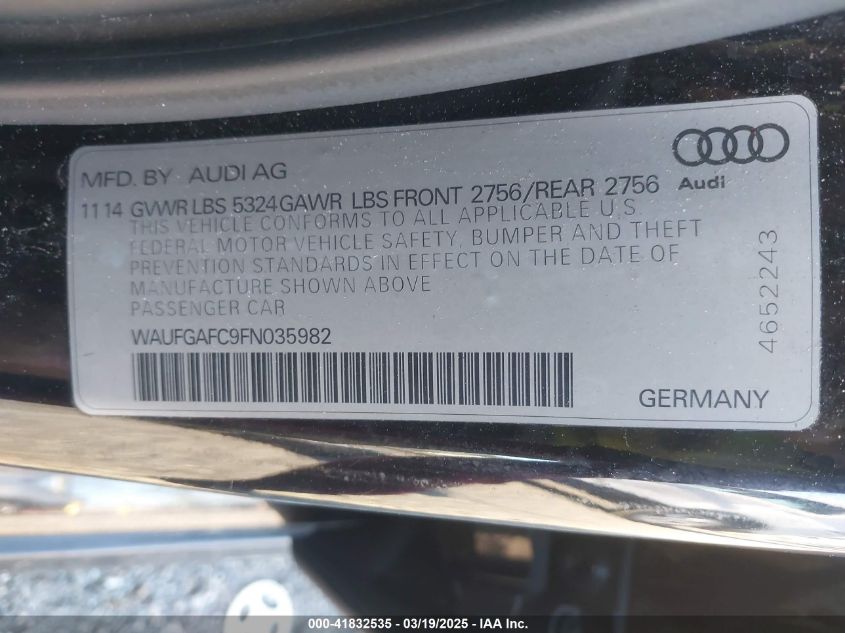 MFD. BY AUDI AG
Audi
11 14 GVWR LBS 5324 GAWR LBS FRONT 2756/REAR 2756
THIS VEHICLE CONFORMS TO ALL APPLICABLE U.S
FEDERAL MOTOR VEHICLE SAFETY, BUMPER AND THEFT
PREVENTION STANDARDS IN EFFECT ON THE DATE OF
MANUFACTURE SHOWN ABOVE
PASSENGER CAR
WAUFGAFC9FN035982
4652243
GERMANY
000-41832535 - 03/19/2025 - IAA Inc.